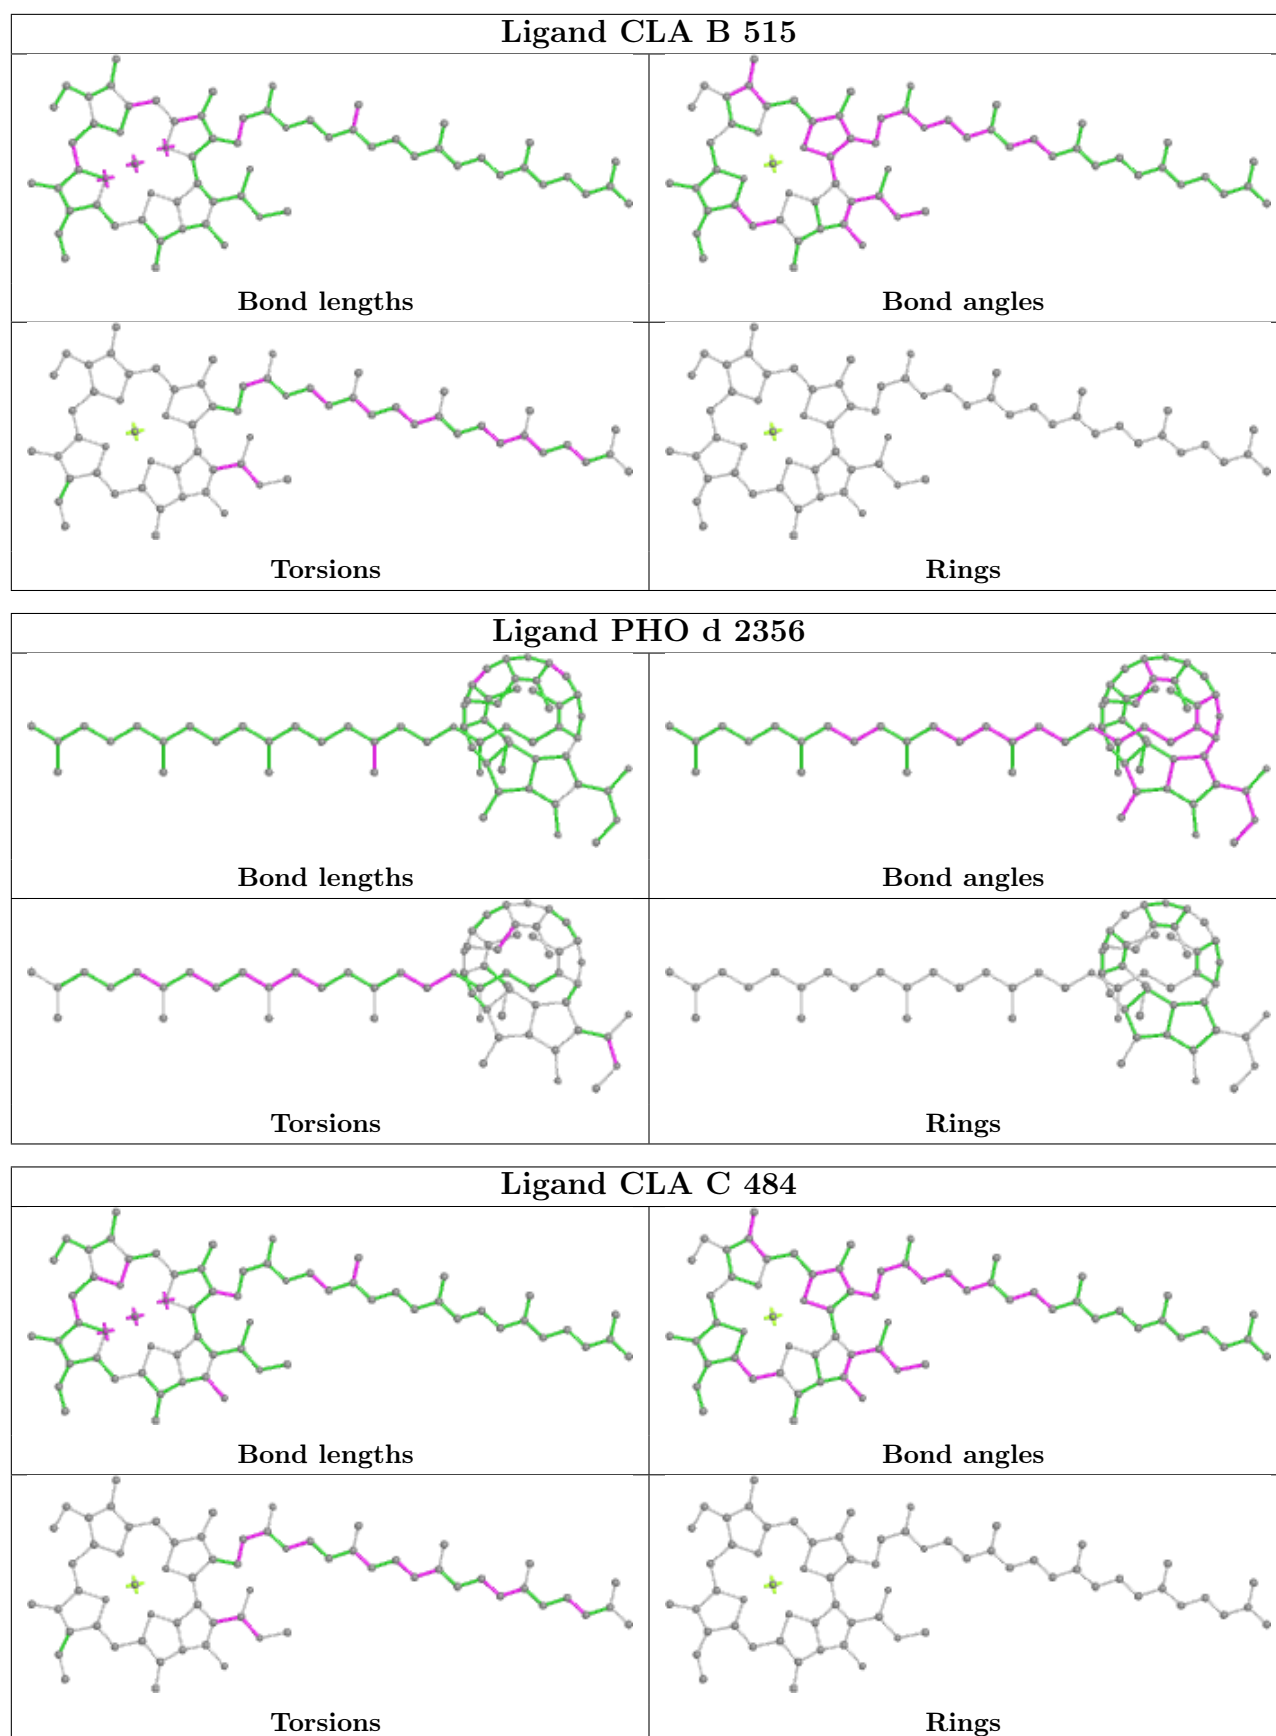 Ligand CLA B 515
Bond lengths
Bond angles
Torsions
Rings
Ligand PHO d 2356
Bond lengths
Bond angles
Torsions
Rings
Ligand CLA C 484
Bond lengths
Bond angles
Torsions
Rings